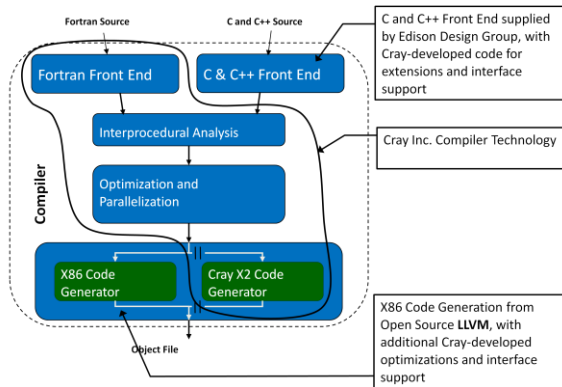 Fortran Source
C and C++ Source
Fortran Front End
C & C++ Front End
Interprocedural Analysis
Optimization and
Parallelization
Compiler
X86 Code
Generator
Cray X2 Code
Generator
Object File
C and C++ Front End supplied
by Edison Design Group, with
Cray-developed code for
extensions and interface
support
Cray Inc. Compiler Technology
X86 Code Generation from
Open Source LLVM, with
additional Cray-developed
optimizations and interface
support